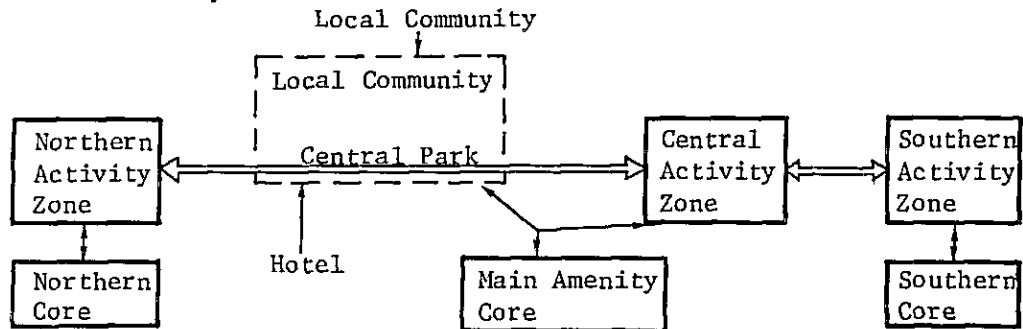 Local Community
Local Community
Northern
Activity
Zone
Central Park
Central
Activity
Zone
Southern
Activity
Zone
Hotel
Northern
Core
Main Amenity
Core
Southern
Core